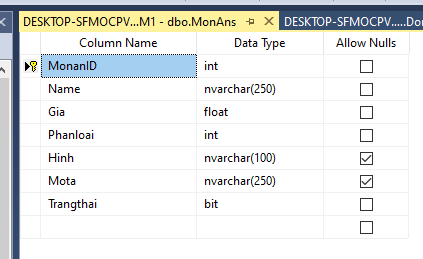 DESKTOP-SFMOCPV...M1 - dbo.MonAns
DESKTOP-SFMOCPV.....Dor
Column Name Data Type Allow Nulls
MonanID int
Name nvarchar(250)
Gia float
Phanloai int
Hinh nvarchar(100)
Mota nvarchar(250)
Trangthai bit